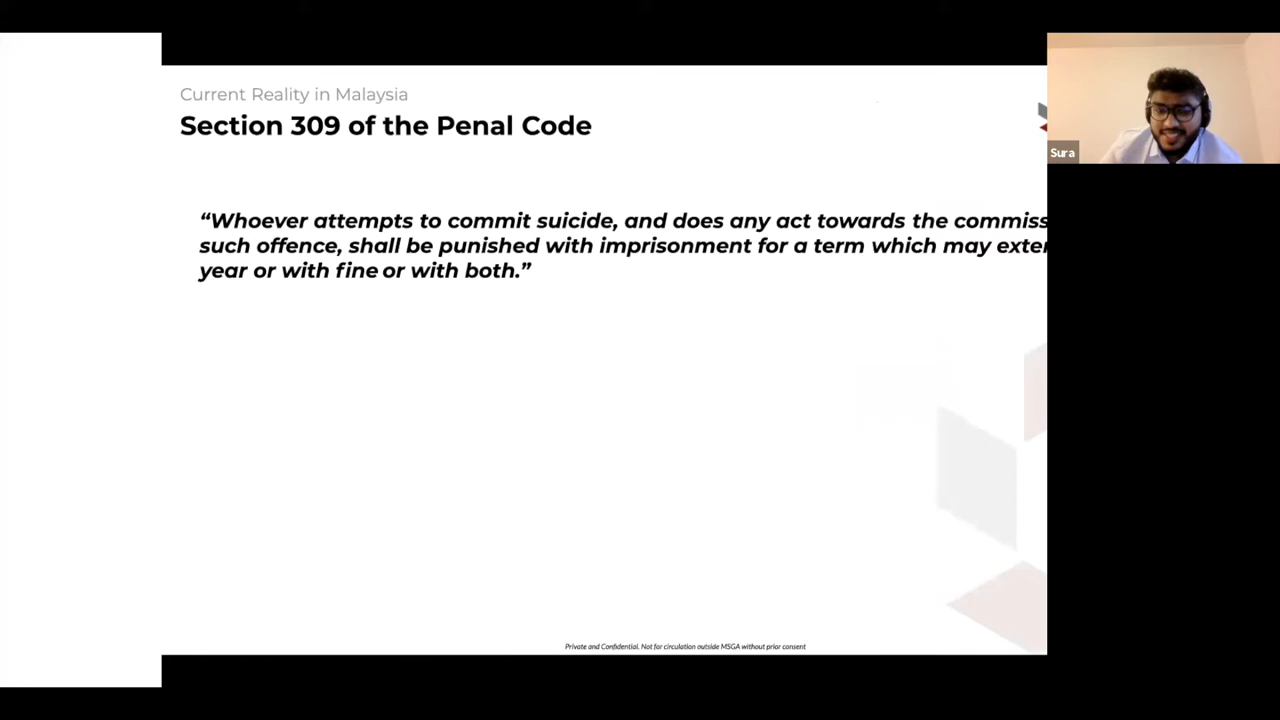 Current Reality in Malaysia
Section 309 of the Penal Code
“Whoever attempts to commit suicide, and does any act towards the commiss
such offence, shall be punished with imprisonment for a term which may exter
year or with fine or with both.”
Private and Confidential. Not for circulation outside MSGA without prior consent
Sura